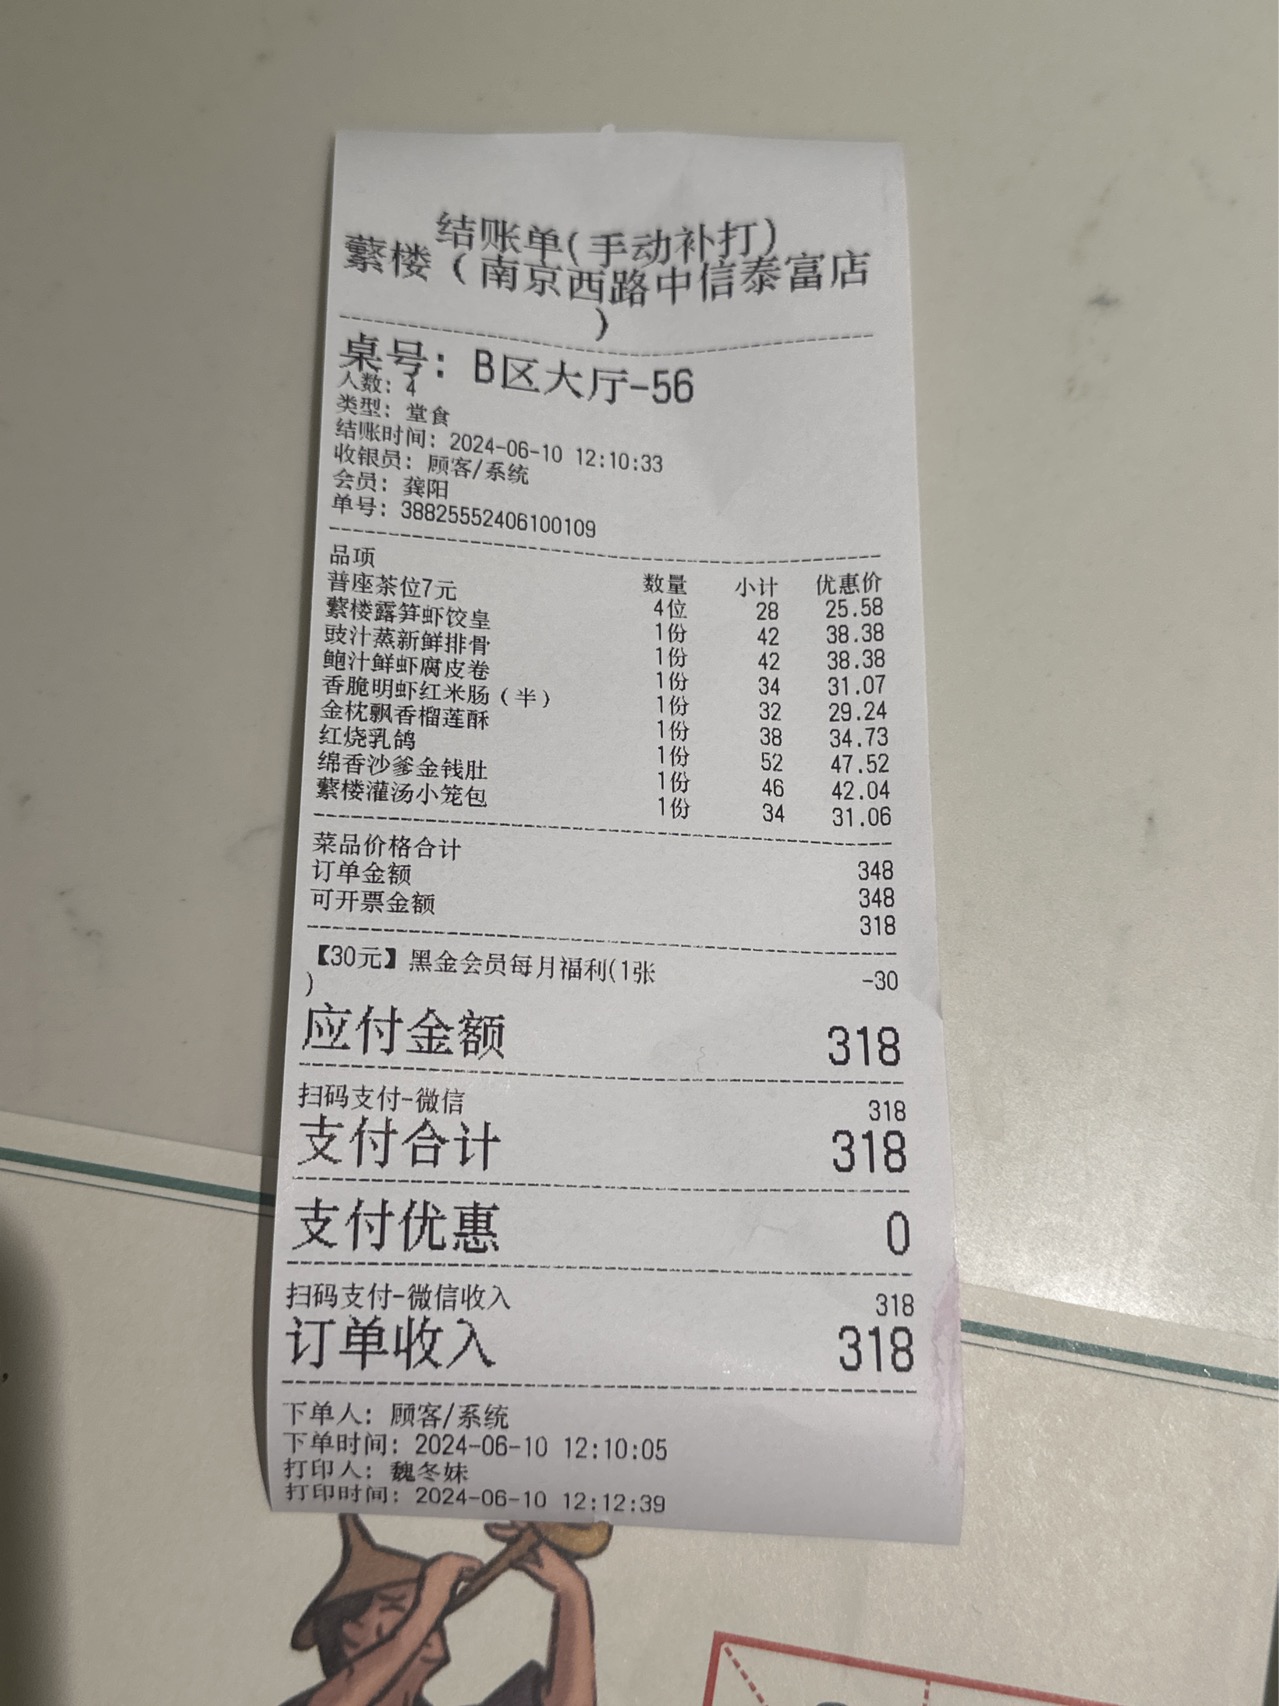 结账单(手动补打)
蘩楼（南京西路中信泰富店
）
桌号: B区大厅-56
人数: 4
类型: 堂食
结账时间: 2024-06-10 12:10:33
收银员: 顾客/系统
会员: 龚阳
单号: 38825552406100109
品项 数量 小计 优惠价
普座茶位7元 4位 28 25.58
蘩楼露笋虾饺皇 1份 42 38.38
豉汁蒸新鲜排骨 1份 42 38.38
鲍汁鲜虾腐皮卷 1份 34 31.07
香脆明虾红米肠（半） 1份 32 29.24
金枕飘香榴莲酥 1份 38 34.73
红烧乳鸽 1份 52 47.52
绵香沙爹金钱肚 1份 46 42.04
蘩楼灌汤小笼包 1份 34 31.06
菜品价格合计 348
订单金额 348
可开票金额 318
【30元】黑金会员每月福利(1张 -30
)
应付金额 318
扫码支付-微信 318
支付合计 318
支付优惠 0
扫码支付-微信收入 318
订单收入 318
下单人: 顾客/系统
下单时间: 2024-06-10 12:10:05
打印人: 魏冬妹
打印时间: 2024-06-10 12:12:39